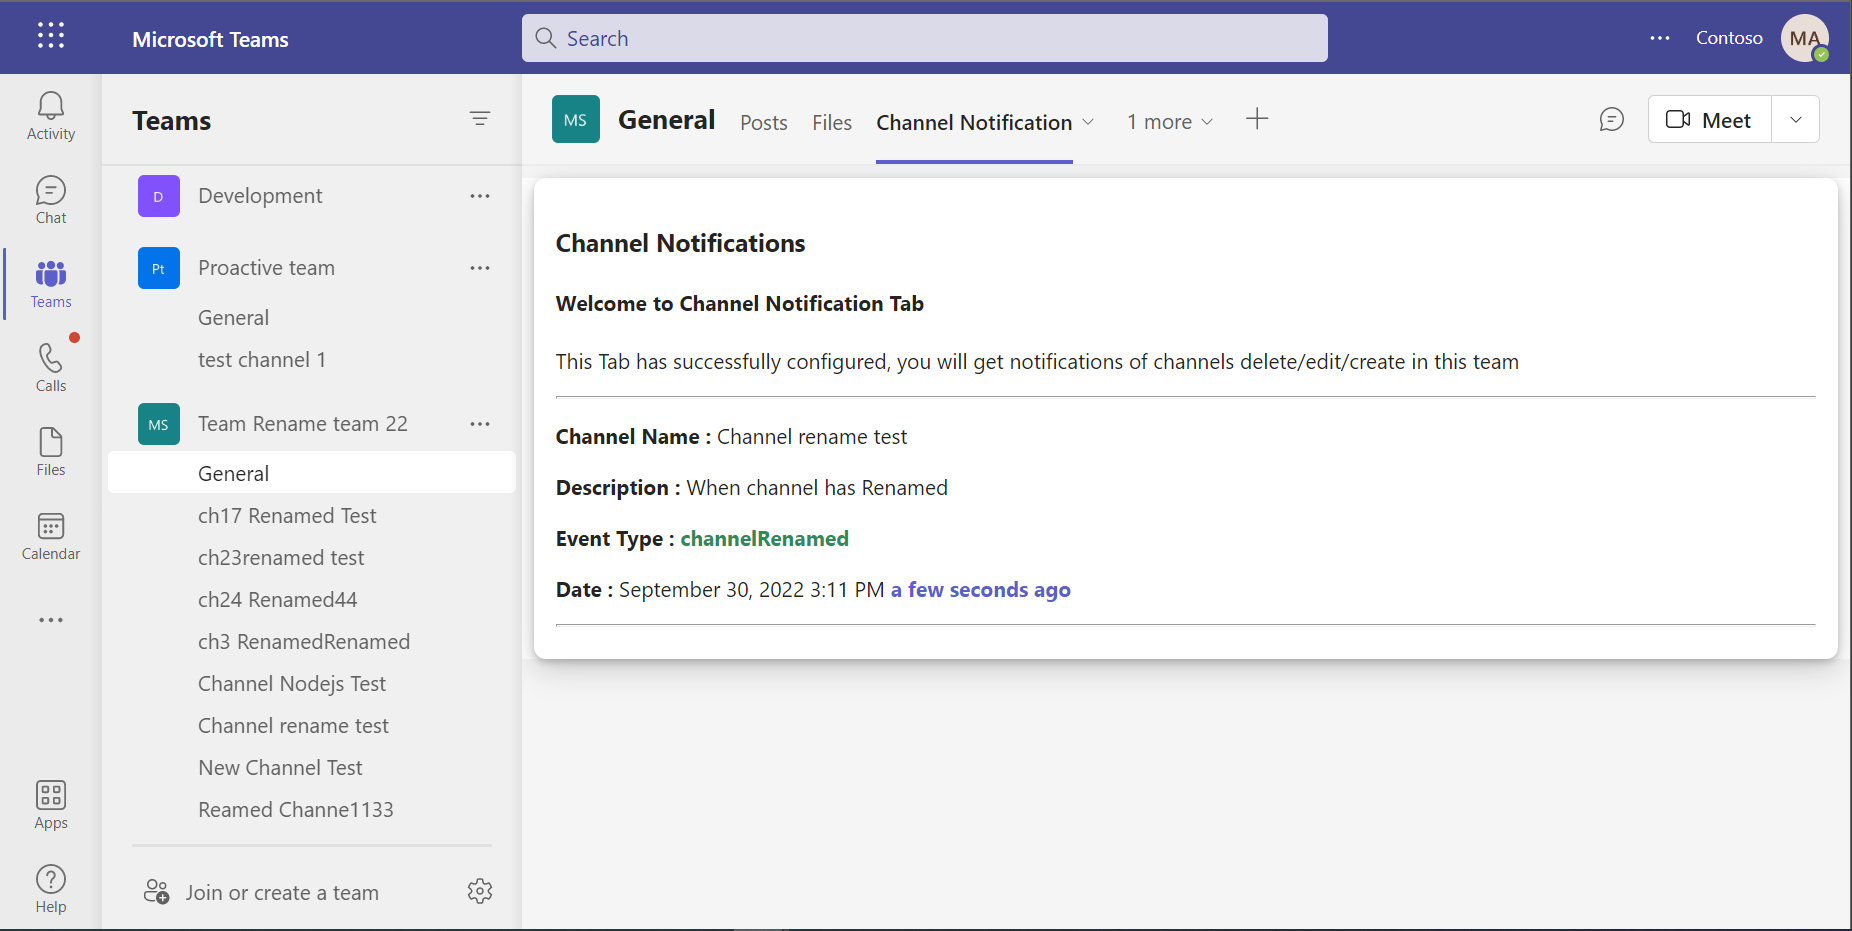 Microsoft Teams
Search
Contoso
MA
Activity
Chat
Teams
Calls
Files
Calendar
Apps
Help
Teams
D Development
Pt Proactive team
General
test channel 1
MS Team Rename team 22
General
ch17 Renamed Test
ch23renamed test
ch24 Renamed44
ch3 RenamedRenamed
Channel Nodejs Test
Channel rename test
New Channel Test
Reamed Channe1133
Join or create a team
MS General Posts Files Channel Notification 1 more
Meet
Channel Notifications
Welcome to Channel Notification Tab
This Tab has successfully configured, you will get notifications of channels delete/edit/create in this team
Channel Name : Channel rename test
Description : When channel has Renamed
Event Type : channelRenamed
Date : September 30, 2022 3:11 PM a few seconds ago